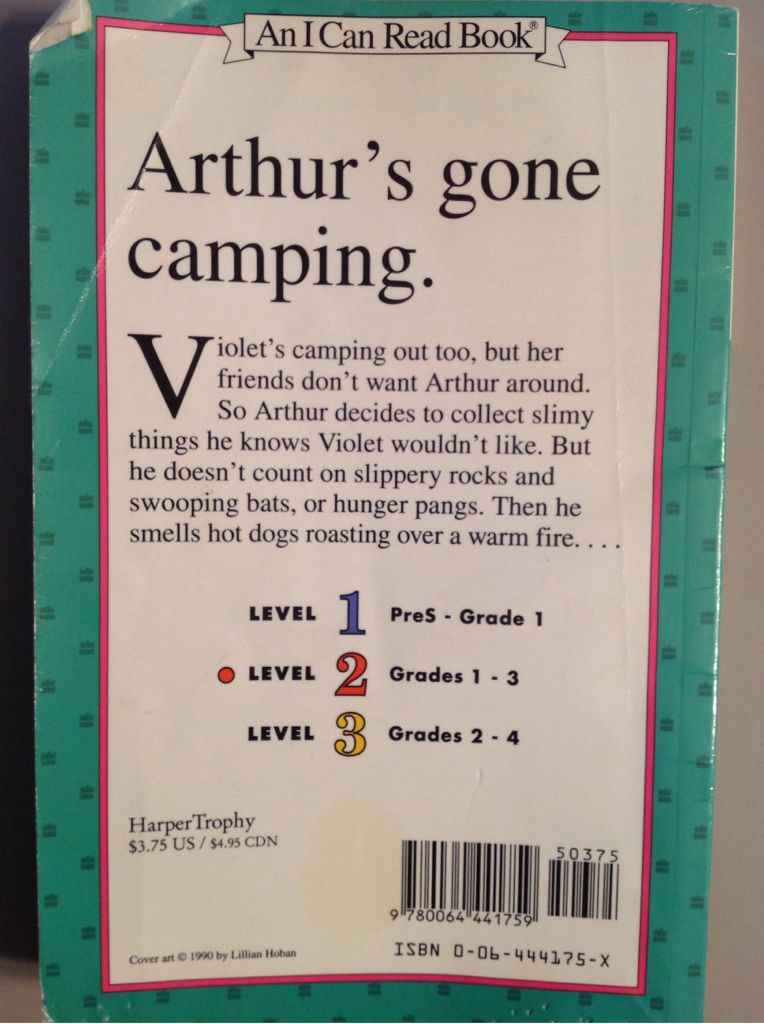 An I Can Read Book®
Arthur's gone
camping.
Violet's camping out too, but her
friends don't want Arthur around.
So Arthur decides to collect slimy
things he knows Violet wouldn't like. But
he doesn't count on slippery rocks and
swooping bats, or hunger pangs. Then he
smells hot dogs roasting over a warm fire. . . .
LEVEL 1 PreS - Grade 1
LEVEL 2 Grades 1 - 3
LEVEL 3 Grades 2 - 4
HarperTrophy
$3.75 US / $4.95 CDN
50375
9 780064 441759
ISBN 0-06-444175-X
Cover art © 1990 by Lillian Hoban